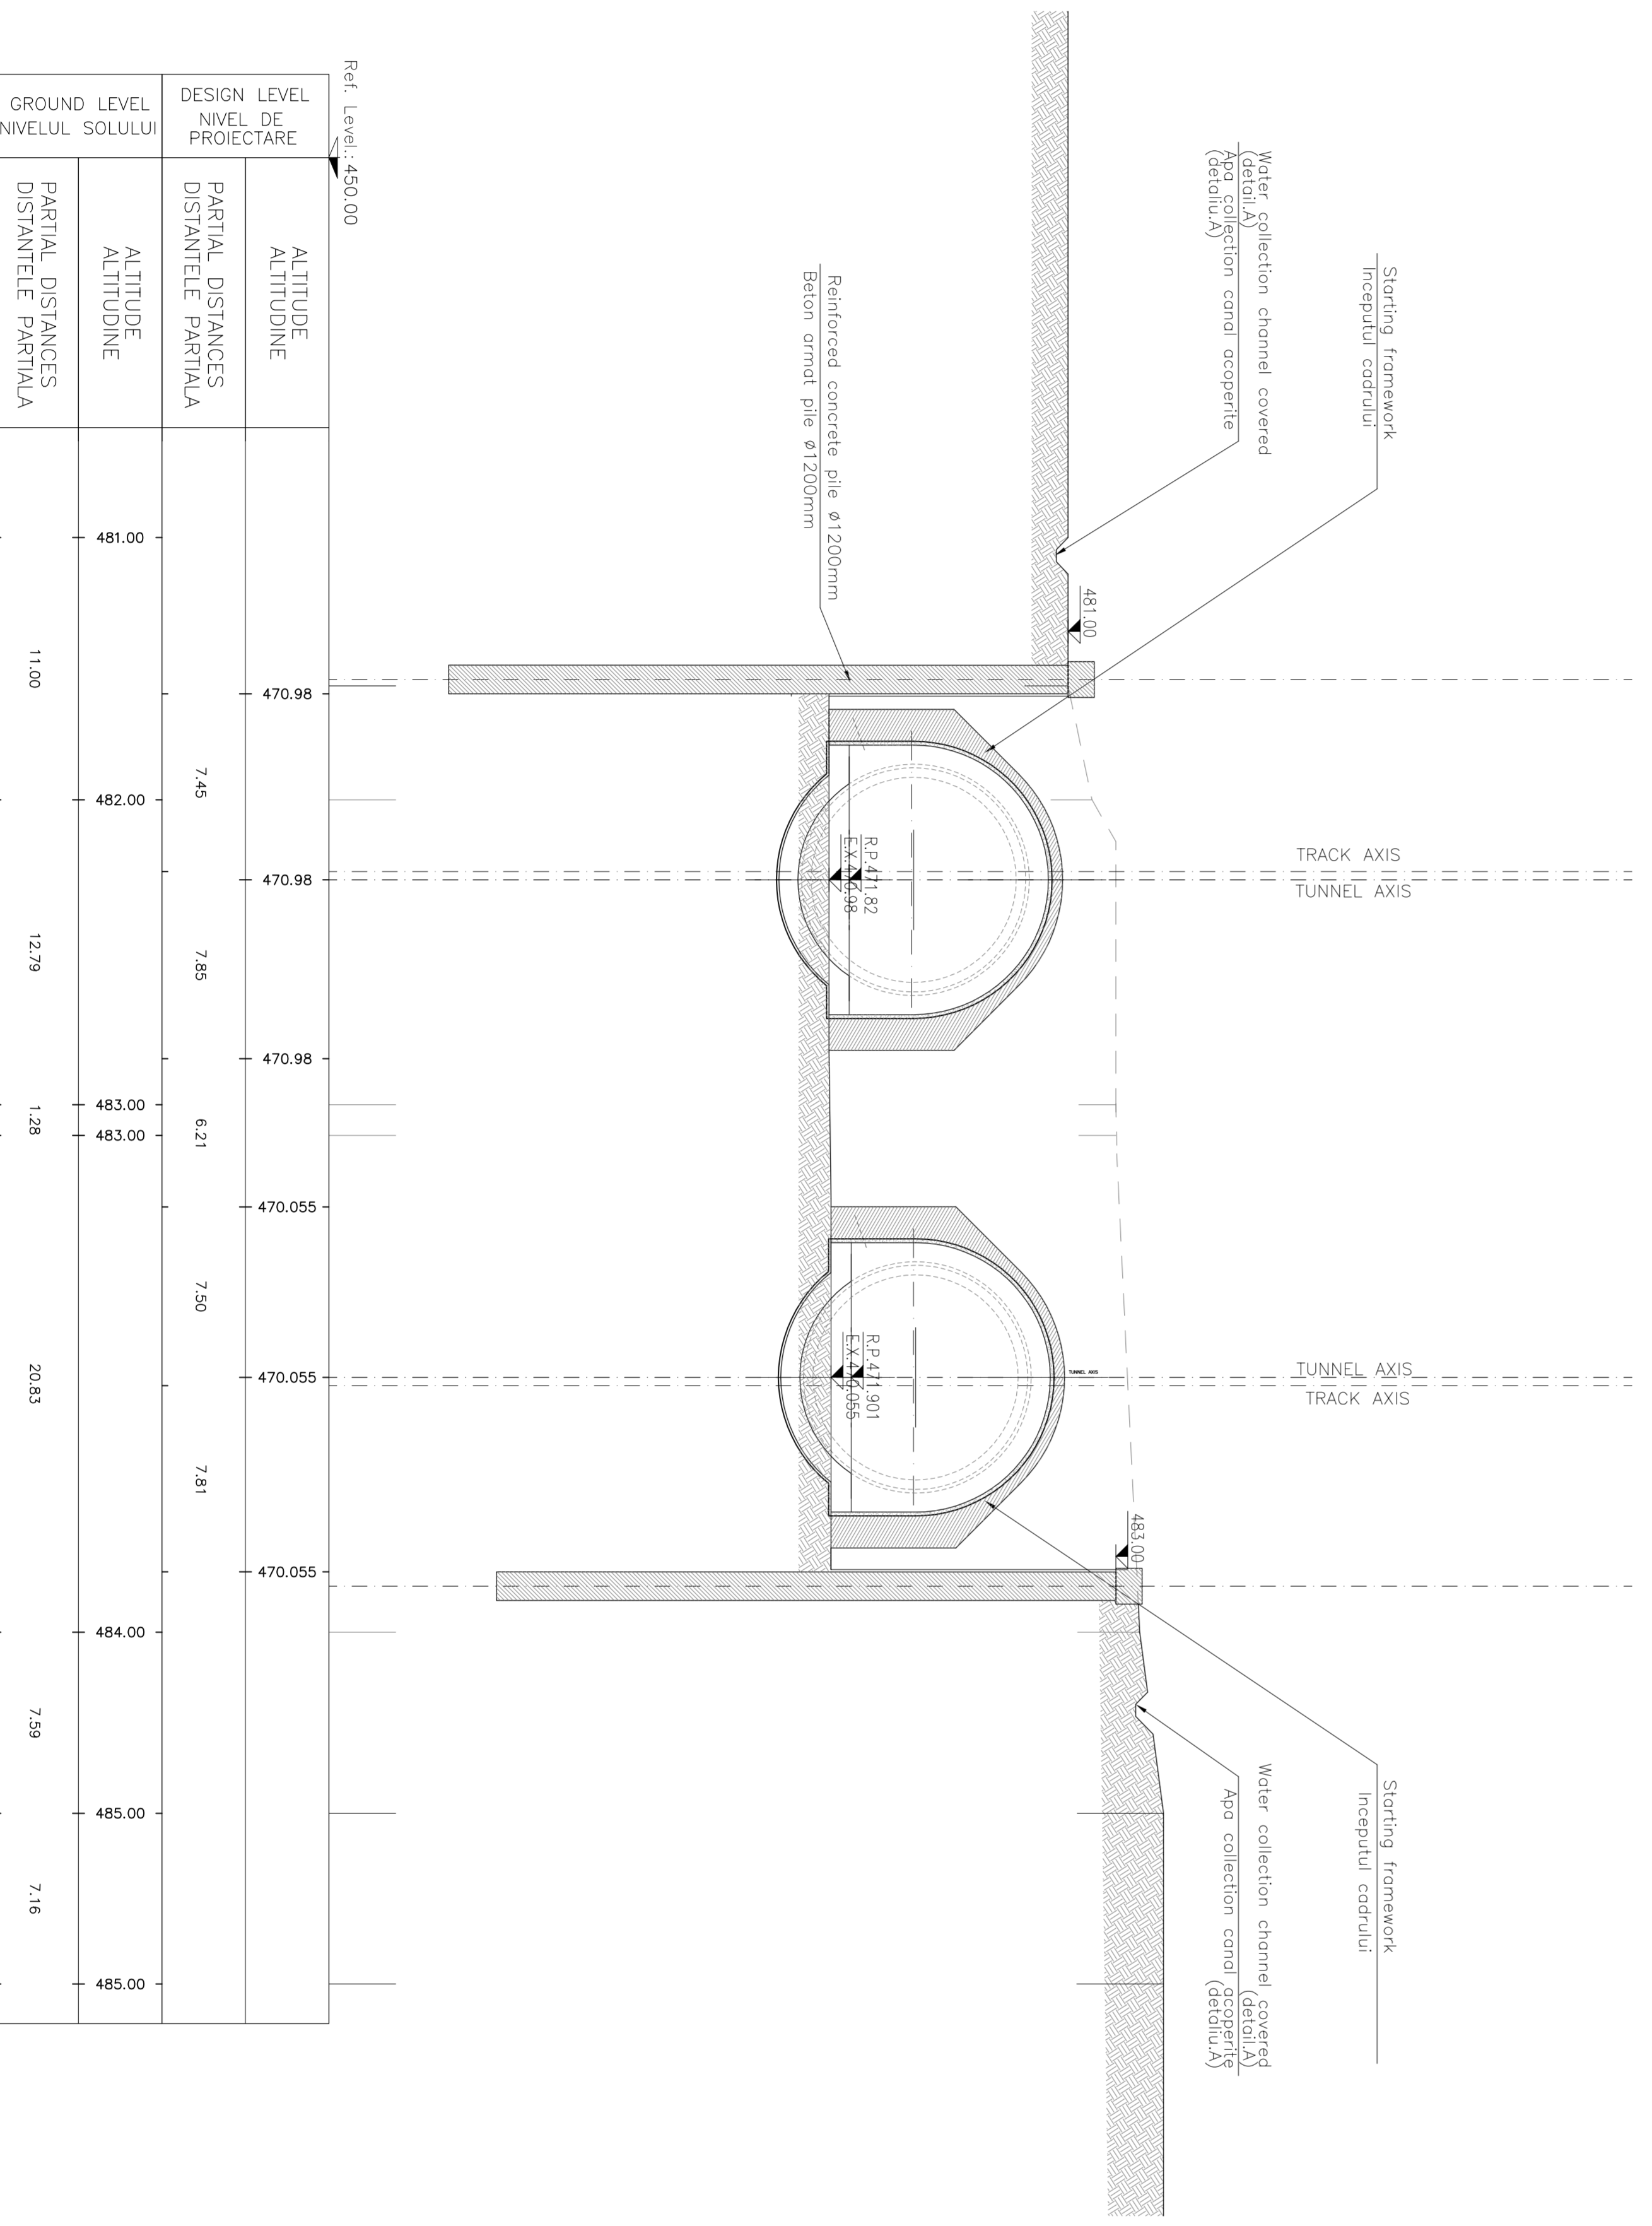 Starting framework
Inceputul cadrului
Water collection channel covered
(detail.A)
Apa collection canal acoperite
(detaliu.A)
481.00
Reinforced concrete pile Ø1200mm
Beton armat pile Ø1200mm
TRACK AXIS
TUNNEL AXIS
R.P.471.82
E.X.470.98
TUNNEL AXIS
TRACK AXIS
TUNNEL AXIS
R.P.471.901
E.X.470.055
483.00
Starting framework
Inceputul cadrului
Water collection channel covered
(detail.A)
Apa collection canal acoperite
(detaliu.A)
Ref. Level.: 450.00
DESIGN LEVEL
NIVEL DE
PROIECTARE
ALTITUDE
ALTITUDINE
470.98
470.98
470.98
470.055
470.055
470.055
PARTIAL DISTANCES
DISTANTELE PARTIALA
7.45
7.85
6.21
7.50
7.81
GROUND LEVEL
NIVELUL SOLULUI
ALTITUDE
ALTITUDINE
481.00
482.00
483.00
483.00
484.00
485.00
485.00
PARTIAL DISTANCES
DISTANTELE PARTIALA
11.00
12.79
1.28
20.83
7.59
7.16